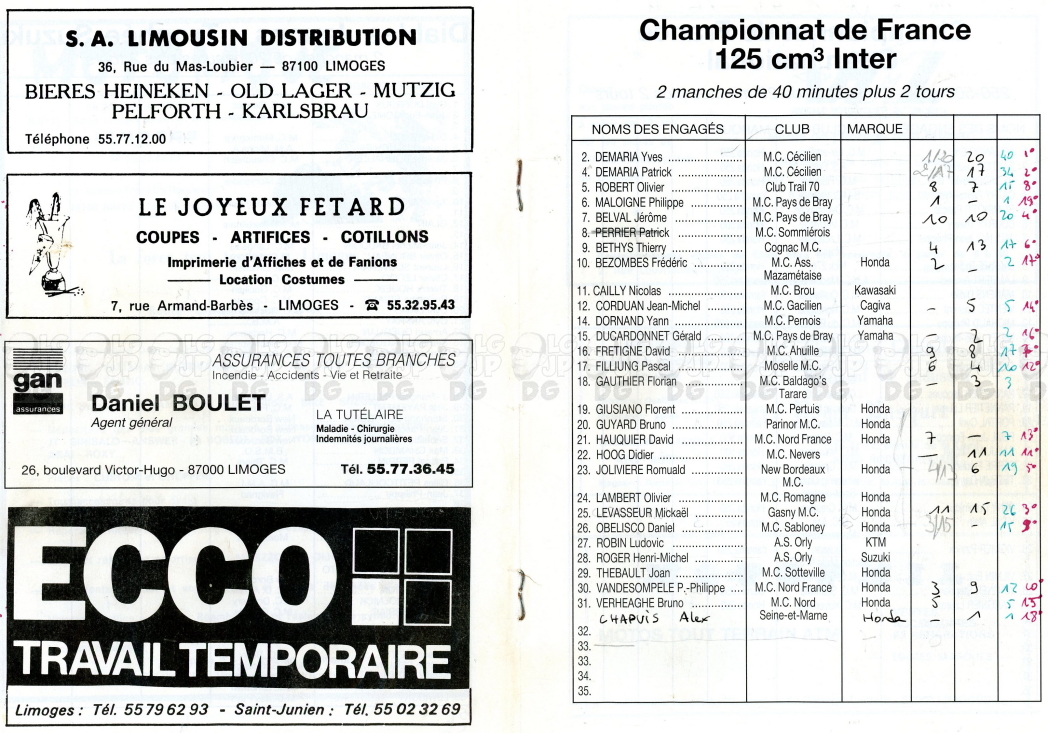 S. A. LIMOUSIN DISTRIBUTION
36, Rue du Mas-Loubier — 87100 LIMOGES
BIERES HEINEKEN - OLD LAGER - MUTZIG
PELFORTH - KARLSBRAU
Téléphone 55.77.12.00
LE JOYEUX FETARD
COUPES - ARTIFICES - COTILLONS
Imprimerie d'Affiches et de Fanions
Location Costumes
7, rue Armand-Barbès - LIMOGES - ☎ 55.32.95.43
gan
assurances
ASSURANCES TOUTES BRANCHES
Incendie - Accidents - Vie et Retraite
Daniel BOULET
Agent général
LA TUTÉLAIRE
Maladie - Chirurgie
Indemnités journalières
26, boulevard Victor-Hugo - 87000 LIMOGES
Tél. 55.77.36.45
ECCO
TRAVAIL TEMPORAIRE
Limoges : Tél. 55 79 62 93 - Saint-Junien : Tél. 55 02 32 69
Championnat de France
125 cm³ Inter
2 manches de 40 minutes plus 2 tours
NOMS DES ENGAGÉS CLUB MARQUE
2. DEMARIA Yves .................... M.C. Cécilien 1/20 20 40 1°
4. DEMARIA Patrick .................... M.C. Cécilien 2/17 17 34 2°
5. ROBERT Olivier .................... Club Trail 70 8 7 15 8°
6. MALOIGNE Philippe .................... M.C. Pays de Bray 1 - 1 19°
7. BELVAL Jérôme .................... M.C. Pays de Bray 10 10 20 4°
8. PERRIER Patrick .................... M.C. Sommiérois
9. BETHYS Thierry .................... Cognac M.C. 4 13 17 6°
10. BEZOMBES Frédéric .................... M.C. Ass. Honda 2 - 2 17°
Mazamétaise
11. CAILLY Nicolas .................... M.C. Brou Kawasaki
12. CORDUAN Jean-Michel .................... M.C. Gacilien Cagiva - 5 5 14°
14. DORNAND Yann .................... M.C. Pernois Yamaha
15. DUCARDONNET Gérald .................... M.C. Pays de Bray Yamaha - 2 2 16°
16. FRETIGNE David .................... M.C. Ahuille 9 8 17 7°
17. FILLIUNG Pascal .................... Moselle M.C. 6 4 10 12°
18. GAUTHIER Florian .................... M.C. Baldago's - 3 3
Tarare
19. GIUSIANO Florent .................... M.C. Pertuis Honda
20. GUYARD Bruno .................... Parinor M.C. Honda
21. HAUQUIER David .................... M.C. Nord France Honda 7 - 7 13°
22. HOOG Didier .................... M.C. Nevers - 11 11 11°
23. JOLIVIERE Romuald .................... New Bordeaux Honda 4/13 6 19 5°
M.C.
24. LAMBERT Olivier .................... M.C. Romagne Honda
25. LEVASSEUR Mickaël .................... Gasny M.C. Honda 11 15 26 3°
26. OBELISCO Daniel .................... M.C. Sabloney Honda 3/15 - 15
27. ROBIN Ludovic .................... A.S. Orly KTM
28. ROGER Henri-Michel .................... A.S. Orly Suzuki
29. THEBAULT Joan .................... M.C. Sotteville Honda
30. VANDESOMPELE P.-Philippe .... M.C. Nord France Honda 3 9 12 10°
31. VERHEAGHE Bruno .................... M.C. Nord Honda 5 5 15°
CHAPUIS Alex Seine-et-Marne Honda - 1 1 18°
32.
33.
33.
34.
35.